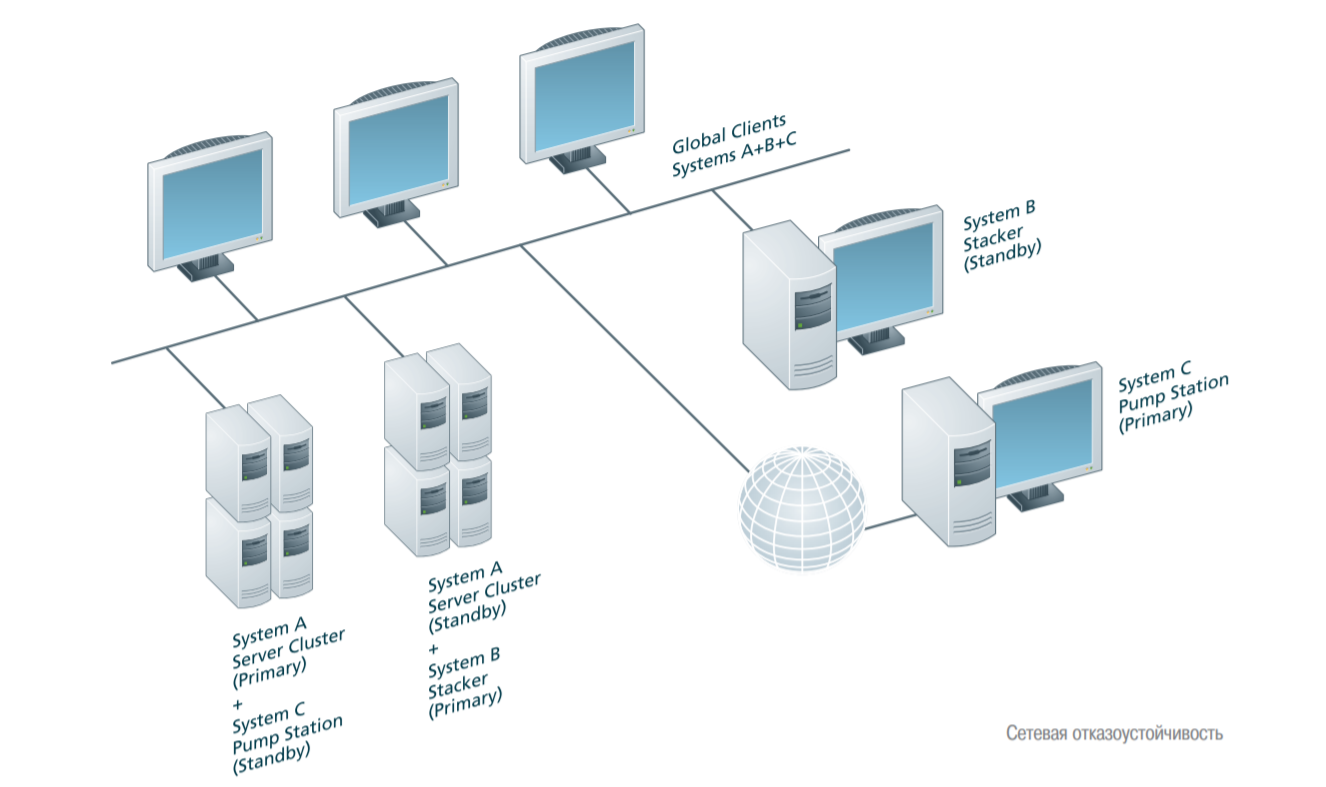 Global Clients
Systems A+B+C
System B
Stacker
(Standby)
System C
Pump Station
(Primary)
System A
Server Cluster
(Standby)
+
System B
Stacker
(Primary)
System A
Server Cluster
(Primary)
+
System C
Pump Station
(Standby)
Сетевая отказоустойчивость